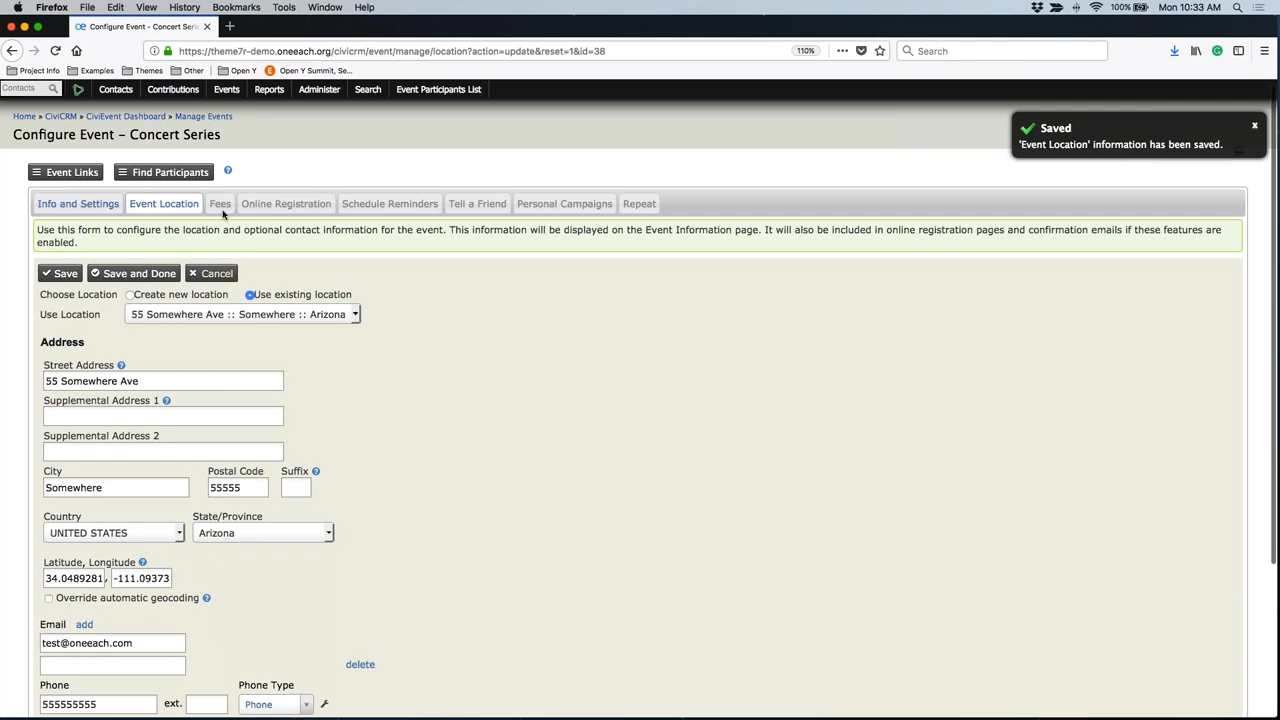 Firefox File Edit View History Bookmarks Tools Window Help 100% Mon 10:33 AM
Configure Event - Concert Serie
https://theme7r-demo.oneeach.org/civicrm/event/manage/location?action=update&reset=1&id=38 110% Search
Project Info Examples Themes Other Open Y Open Y Summit, Se...
Contacts Contacts Contributions Events Reports Administer Search Event Participants List
Home » CiviCRM » CiviEvent Dashboard » Manage Events
Configure Event – Concert Series
Saved x
'Event Location' information has been saved.
Event Links Find Participants ?
Info and Settings Event Location Fees Online Registration Schedule Reminders Tell a Friend Personal Campaigns Repeat
Use this form to configure the location and optional contact information for the event. This information will be displayed on the Event Information page. It will also be included in online registration pages and confirmation emails if these features are
enabled.
Save Save and Done Cancel
Choose Location Create new location Use existing location
Use Location 55 Somewhere Ave :: Somewhere :: Arizona
Address
Street Address ?
55 Somewhere Ave
Supplemental Address 1 ?
Supplemental Address 2
City Postal Code Suffix ?
Somewhere 55555
Country State/Province
UNITED STATES Arizona
Latitude, Longitude ?
34.0489281 , -111.09373
Override automatic geocoding ?
Email add
test@oneeach.com
delete
Phone Phone Type
555555555 ext. Phone